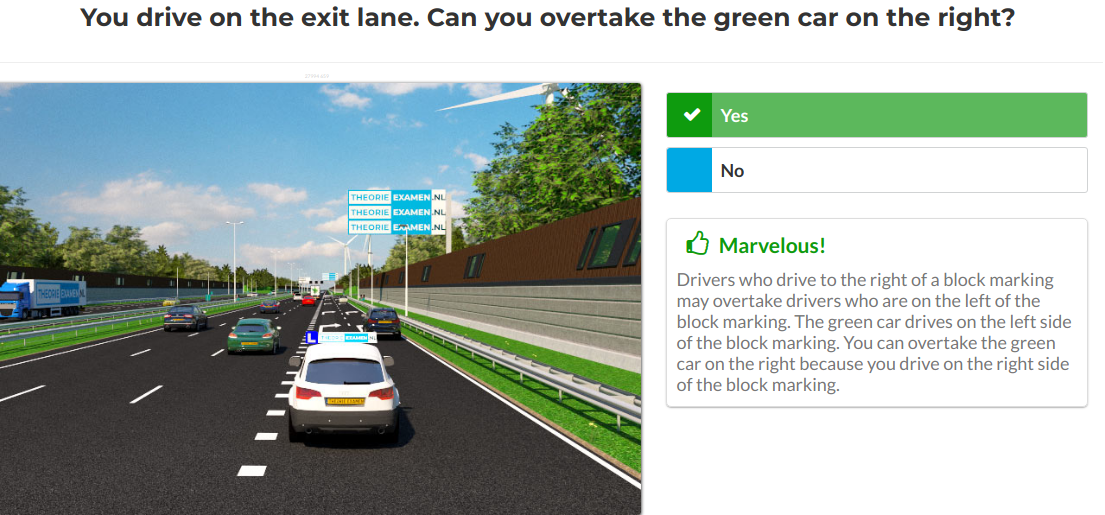 You drive on the exit lane. Can you overtake the green car on the right?
THEORIE EXAMEN.NL
THEORIE EXAMEN.NL
THEORIE EXAMEN.NL
THEORIE EXAMEN.NL
L THEORIE EXAMEN.NL
Yes
No
Marvelous!
Drivers who drive to the right of a block marking
may overtake drivers who are on the left of the
block marking. The green car drives on the left side
of the block marking. You can overtake the green
car on the right because you drive on the right side
of the block marking.